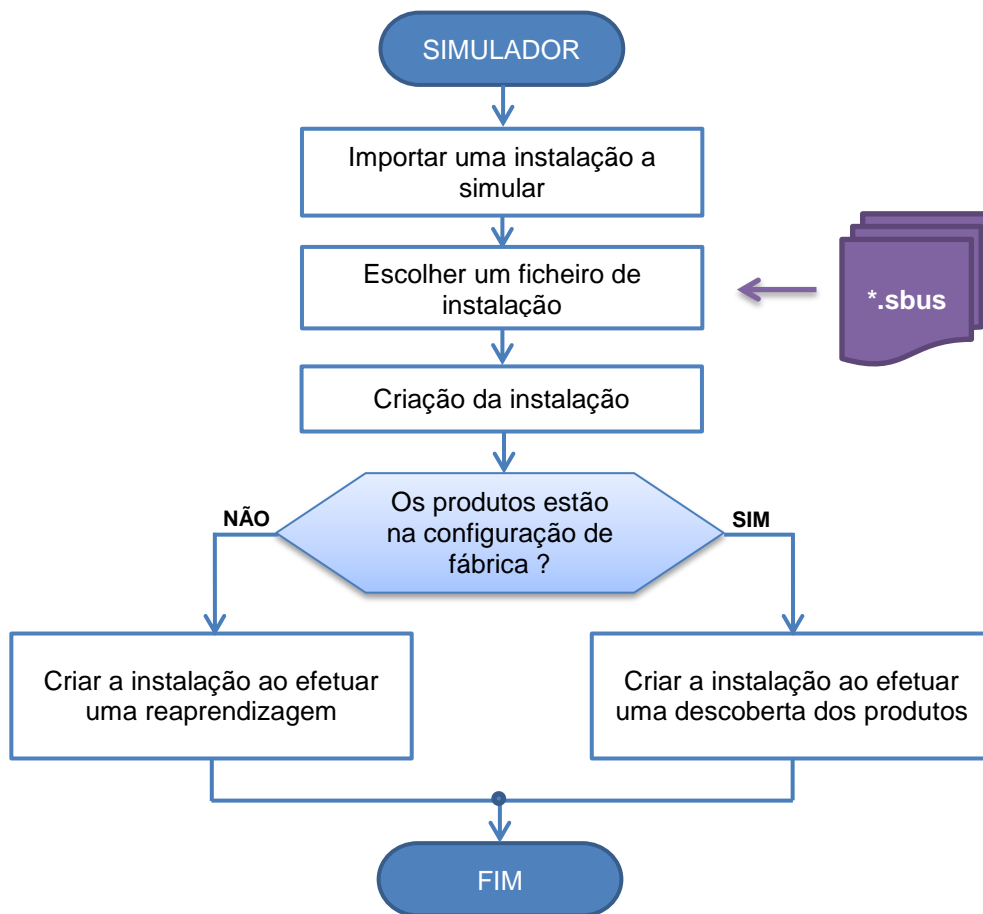 SIMULADOR
Importar uma instalação a
simular
Escolher um ficheiro de
instalação
*.sbus
Criação da instalação
Os produtos estão
na configuração de
fábrica ?
NÃO
SIM
Criar a instalação ao efetuar
uma reaprendizagem
Criar a instalação ao efetuar
uma descoberta dos produtos
FIM